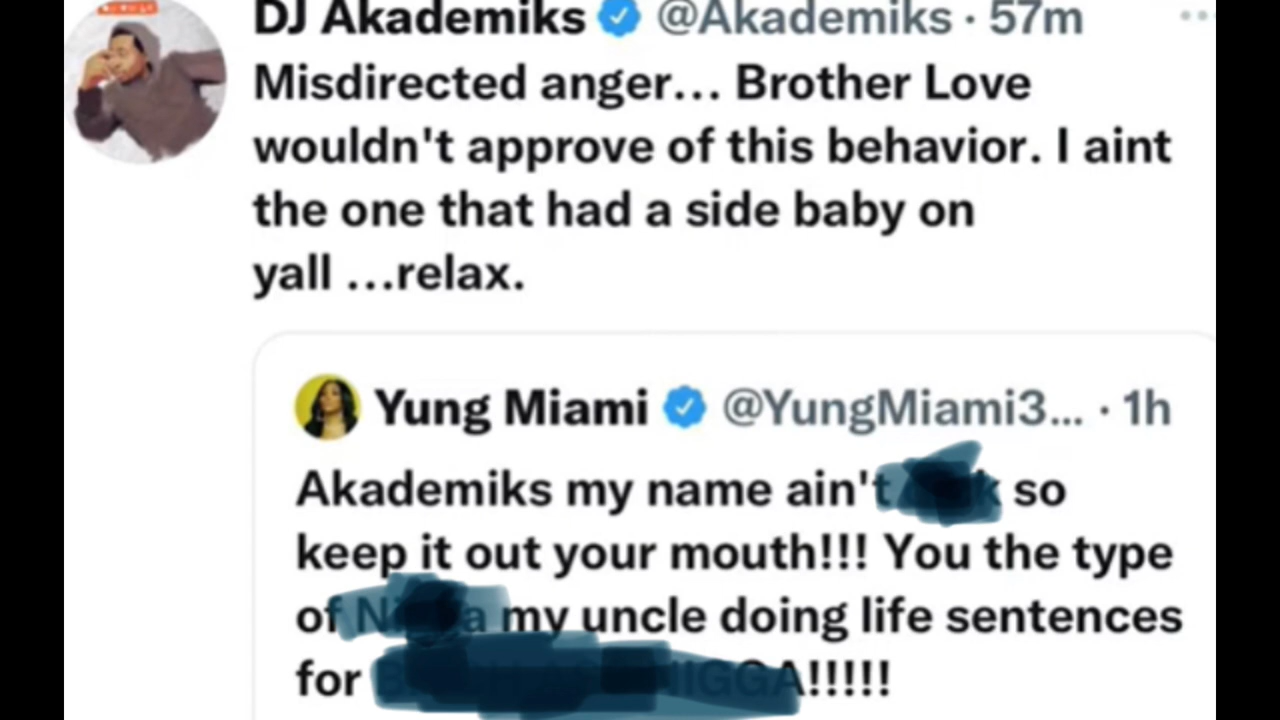 DJ Akademiks @Akademiks · 57m
Misdirected anger... Brother Love
wouldn't approve of this behavior. I aint
the one that had a side baby on
yall ...relax.
Yung Miami @YungMiami3... · 1h
Akademiks my name ain't so
keep it out your mouth!!! You the type
of my uncle doing life sentences
for !!!!!